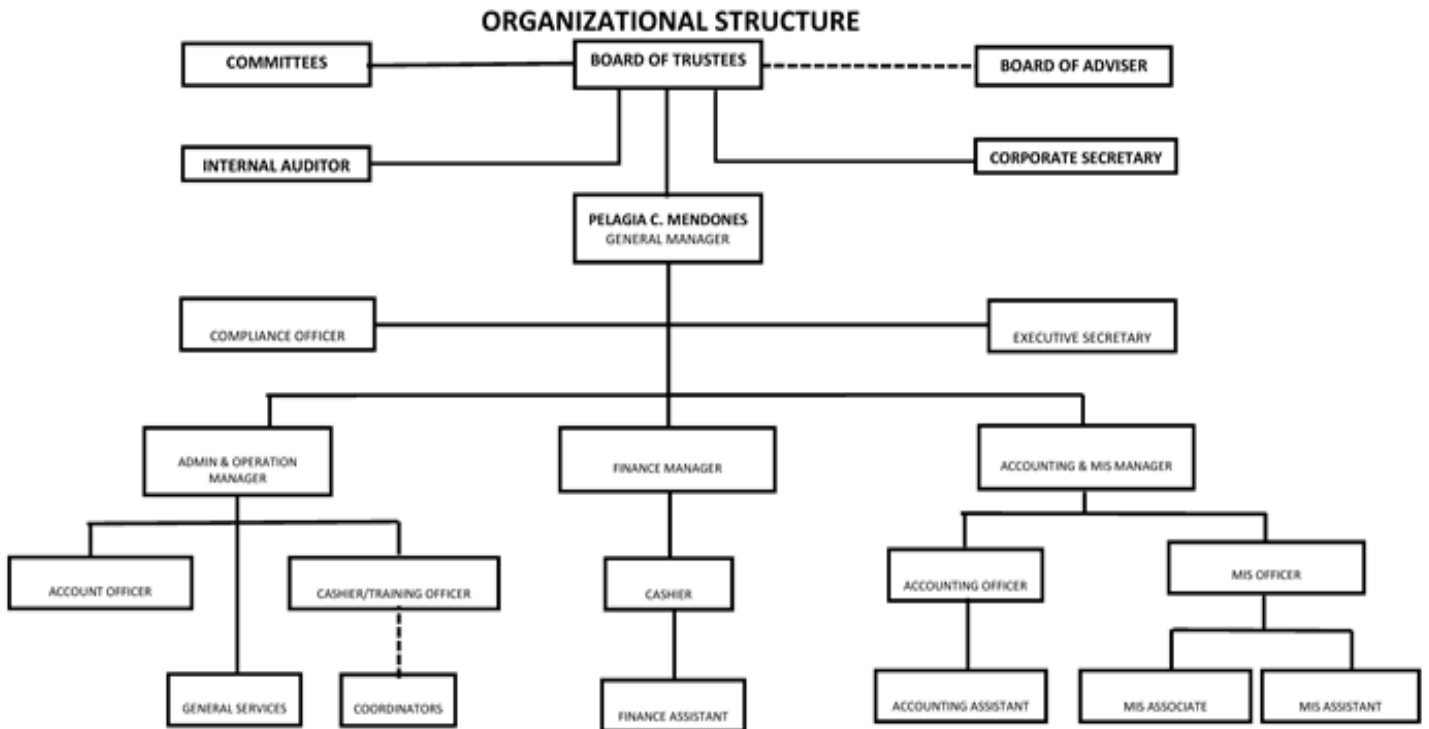 ORGANIZATIONAL STRUCTURE
COMMITTEES
BOARD OF TRUSTEES
BOARD OF ADVISER
INTERNAL AUDITOR
CORPORATE SECRETARY
PELAGIA C. MENDONES
GENERAL MANAGER
COMPLIANCE OFFICER
EXECUTIVE SECRETARY
ADMIN & OPERATION
MANAGER
FINANCE MANAGER
ACCOUNTING & MIS MANAGER
ACCOUNT OFFICER
CASHIER/TRAINING OFFICER
CASHIER
ACCOUNTING OFFICER
MIS OFFICER
GENERAL SERVICES
COORDINATORS
FINANCE ASSISTANT
ACCOUNTING ASSISTANT
MIS ASSOCIATE
MIS ASSISTANT